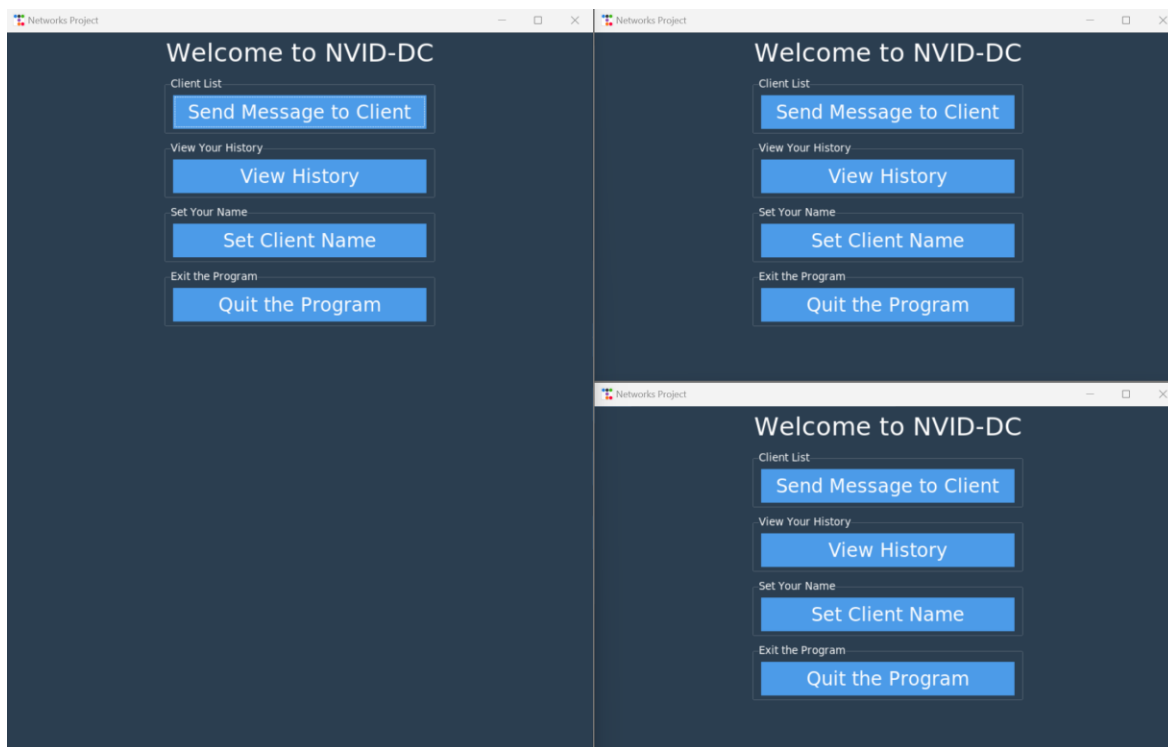 Networks Project
Welcome to NVID-DC
Client List
Send Message to Client
View Your History
View History
Set Your Name
Set Client Name
Exit the Program
Quit the Program
Networks Project
Welcome to NVID-DC
Client List
Send Message to Client
View Your History
View History
Set Your Name
Set Client Name
Exit the Program
Quit the Program
Networks Project
Welcome to NVID-DC
Client List
Send Message to Client
View Your History
View History
Set Your Name
Set Client Name
Exit the Program
Quit the Program